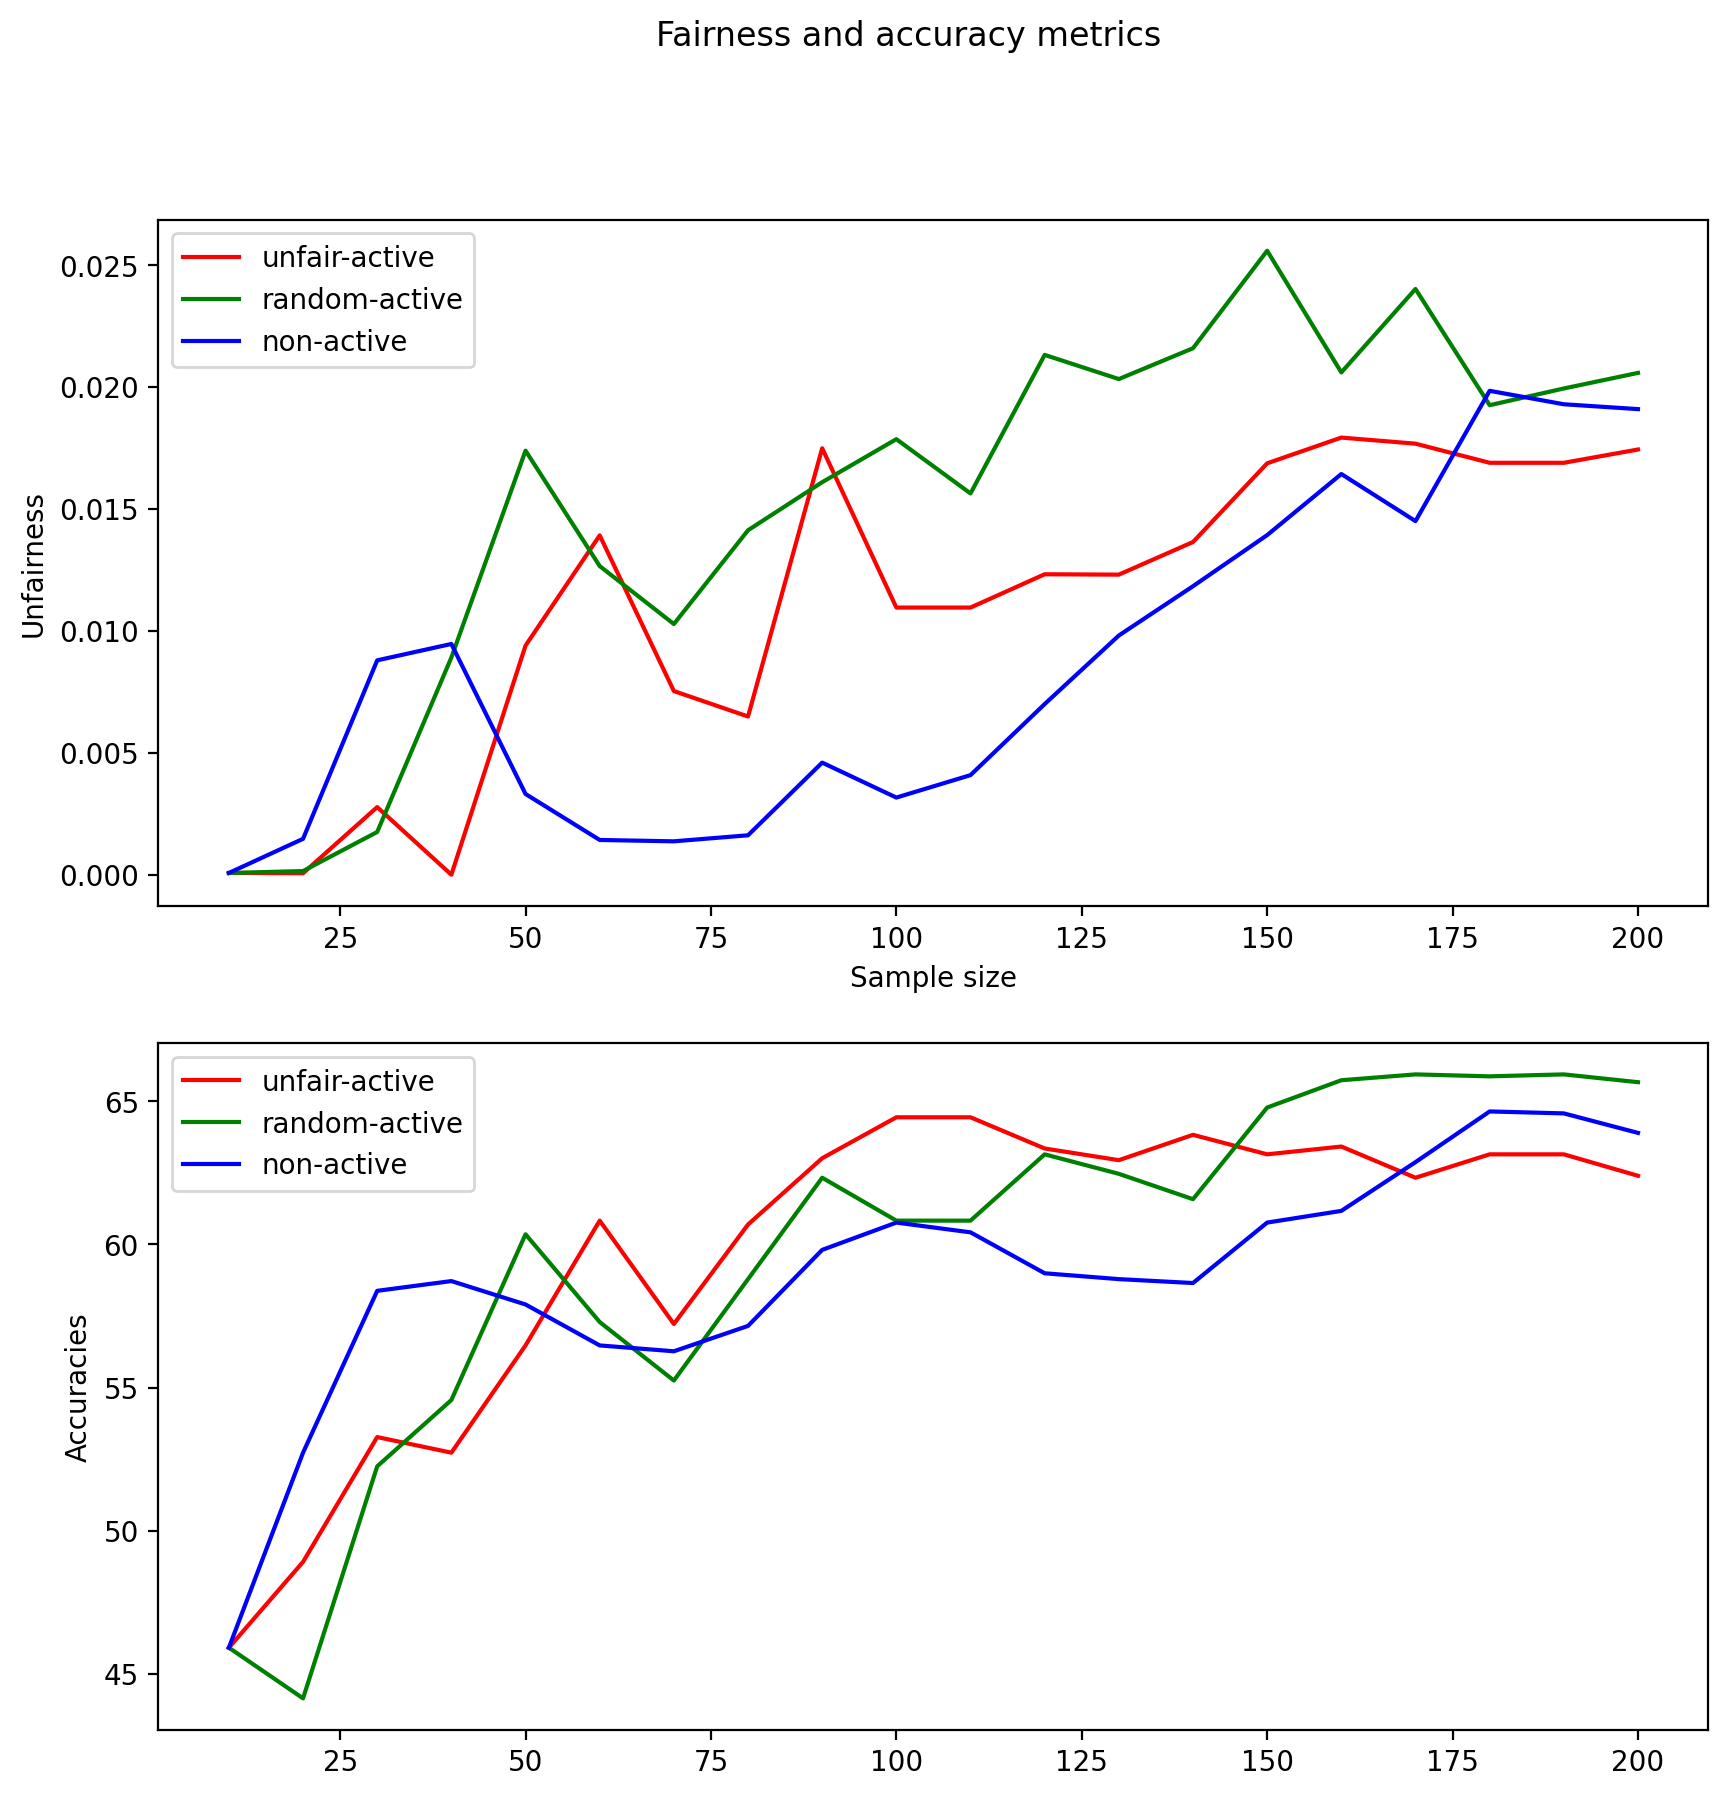 Fairness and accuracy metrics
unfair-active
random-active
non-active
0.025
0.020
0.015
0.010
0.005
0.000
Unfairness
25 50 75 100 125 150 175 200
Sample size
unfair-active
random-active
non-active
65
60
55
50
45
Accuracies
25 50 75 100 125 150 175 200